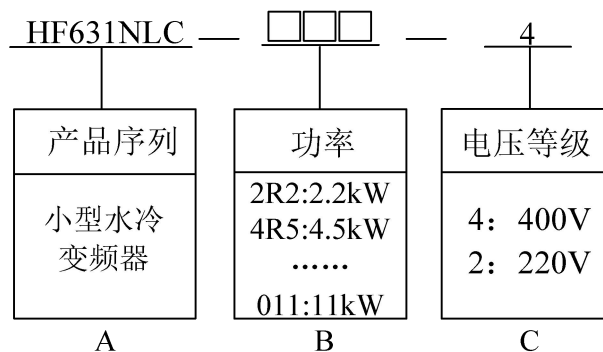 HF631NLC — □□□ — 4
产品序列
小型水冷
变频器
A
功率
2R2:2.2kW
4R5:4.5kW
……
011:11kW
B
电压等级
4：400V
2：220V
C